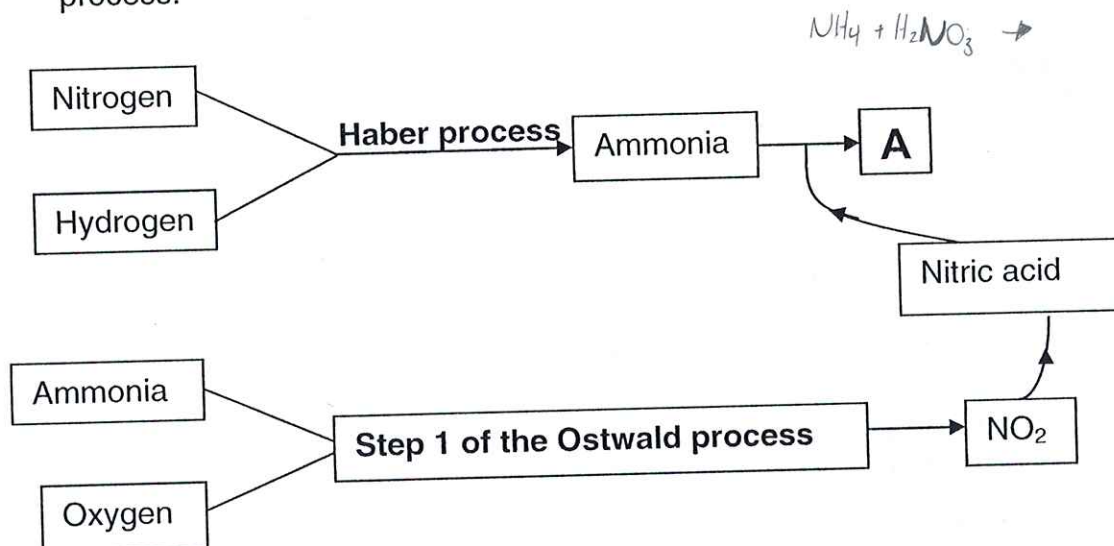 process.
NH4 + H2NO3 →
Nitrogen
Haber process
Ammonia
A
Hydrogen
Nitric acid
Ammonia
Step 1 of the Ostwald process
NO₂
Oxygen